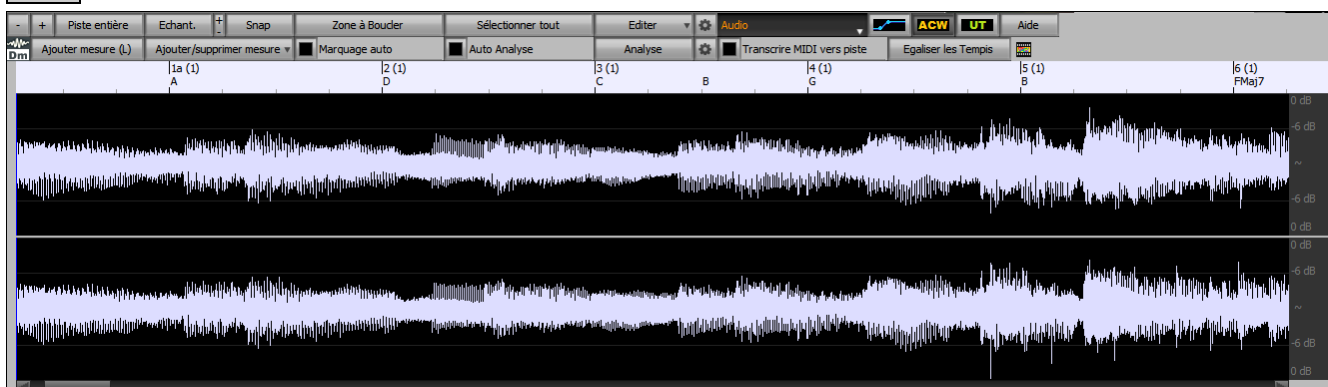 - + Piste entière Echant. + - Snap Zone à Bouder Sélectionner tout Editer Audio ACW UT Aide
Dm Ajouter mesure (L) Ajouter/supprimer mesure Marquage auto Auto Analyse Analyse Transcrire MIDI vers piste Egaliser les Tempis
1a (1) 2 (1) 3 (1) 4 (1) 5 (1) 6 (1)
A D C B G B FMaj7
0 dB
-6 dB
~
-6 dB
0 dB
0 dB
-6 dB
~
-6 dB
0 dB